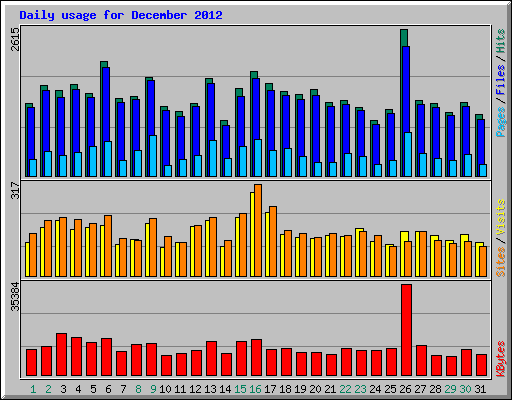 Daily usage for December 2012
2615
Pages / Files / Hits
317
Sites / Visits
35384
KBytes
1 2 3 4 5 6 7 8 9 10 11 12 13 14 15 16 17 18 19 20 21 22 23 24 25 26 27 28 29 30 31